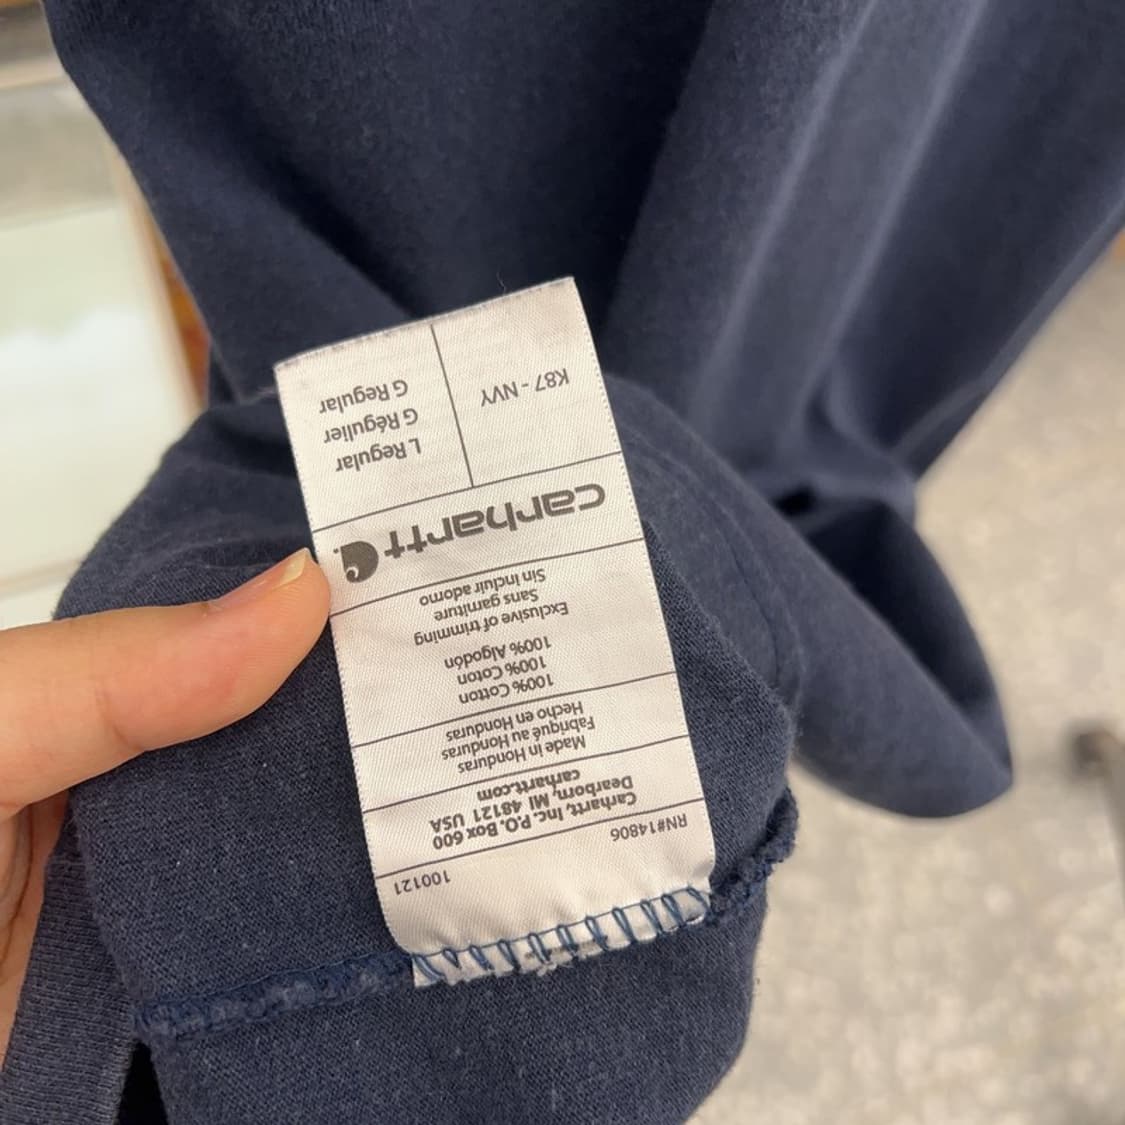 RN#14806 100121
Carhartt, Inc. P.O. Box 600
Dearborn, MI 48121 USA
carhartt.com
Made in Honduras
Fabriqué au Honduras
Hecho en Honduras
100% Cotton
100% Coton
100% Algodón
Exclusive of trimming
Sans garniture
Sin incluir adorno
carhartt
K87 - NVY
L Regular
G Régulier
G Regular